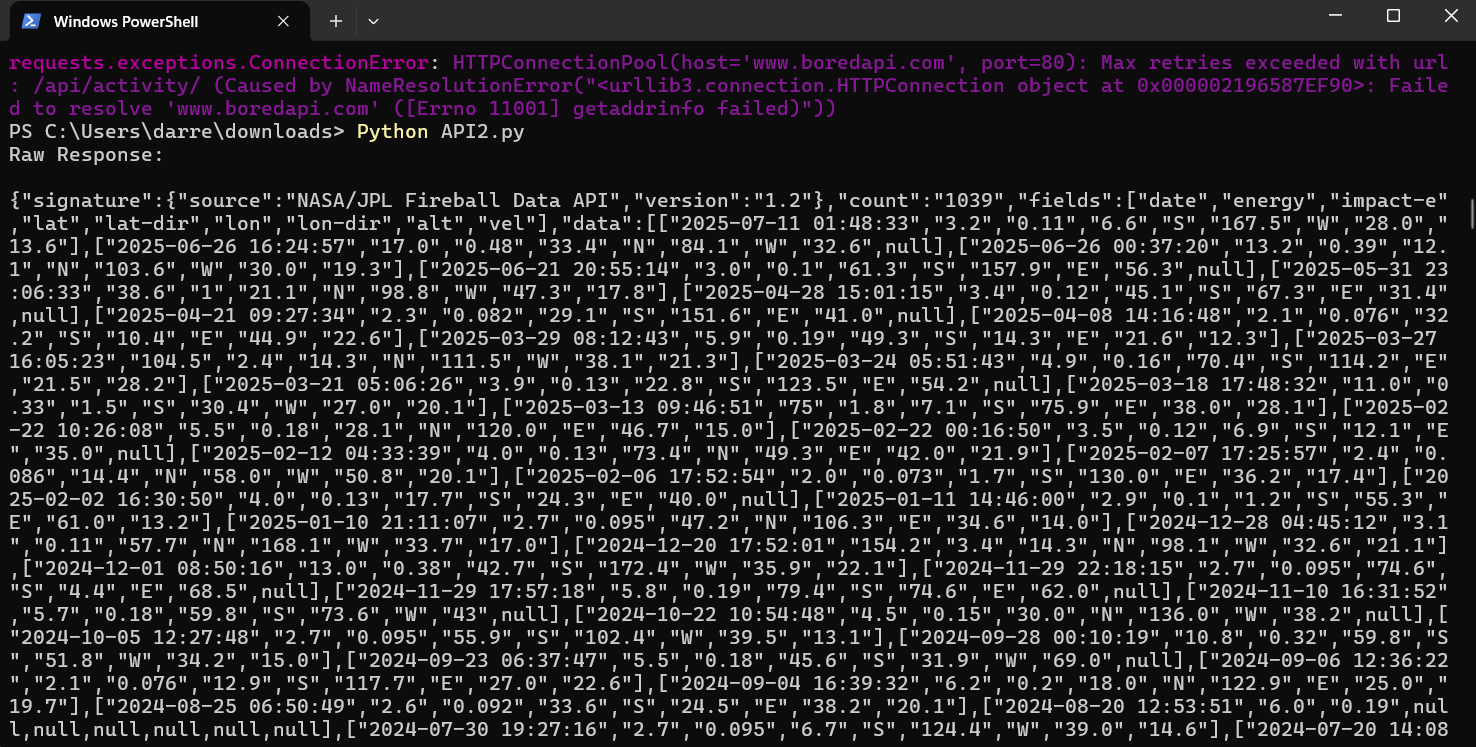 Windows PowerShell
requests.exceptions.ConnectionError: HTTPConnectionPool(host='www.boredapi.com', port=80): Max retries exceeded with url
: /api/activity/ (Caused by NameResolutionError("<urllib3.connection.HTTPConnection object at 0x000002196587EF90>: Faile
d to resolve 'www.boredapi.com' ([Errno 11001] getaddrinfo failed)"))
PS C:\Users\darre\downloads> Python API2.py
Raw Response:
{"signature":{"source":"NASA/JPL Fireball Data API","version":"1.2"},"count":"1039","fields":["date","energy","impact-e"
,"lat","lat-dir","lon","lon-dir","alt","vel"],"data":[["2025-07-11 01:48:33","3.2","0.11","6.6","S","167.5","W","28.0","
13.6"],["2025-06-26 16:24:57","17.0","0.48","33.4","N","84.1","W","32.6",null],["2025-06-26 00:37:20","13.2","0.39","12.
1","N","103.6","W","30.0","19.3"],["2025-06-21 20:55:14","3.0","0.1","61.3","S","157.9","E","56.3",null],["2025-05-31 23
:06:33","38.6","1","21.1","N","98.8","W","47.3","17.8"],["2025-04-28 15:01:15","3.4","0.12","45.1","S","67.3","E","31.4"
,null],["2025-04-21 09:27:34","2.3","0.082","29.1","S","151.6","E","41.0",null],["2025-04-08 14:16:48","2.1","0.076","32
.2","S","10.4","E","44.9","22.6"],["2025-03-29 08:12:43","5.9","0.19","49.3","S","14.3","E","21.6","12.3"],["2025-03-27 
16:05:23","104.5","2.4","14.3","N","111.5","W","38.1","21.3"],["2025-03-24 05:51:43","4.9","0.16","70.4","S","114.2","E"
,"21.5","28.2"],["2025-03-21 05:06:26","3.9","0.13","22.8","S","123.5","E","54.2",null],["2025-03-18 17:48:32","11.0","0
.33","1.5","S","30.4","W","27.0","20.1"],["2025-03-13 09:46:51","75","1.8","7.1","S","75.9","E","38.0","28.1"],["2025-02
-22 10:26:08","5.5","0.18","28.1","N","120.0","E","46.7","15.0"],["2025-02-22 00:16:50","3.5","0.12","6.9","S","12.1","E
","35.0",null],["2025-02-12 04:33:39","4.0","0.13","73.4","N","49.3","E","42.0","21.9"],["2025-02-07 17:25:57","2.4","0.
086","14.4","N","58.0","W","50.8","20.1"],["2025-02-06 17:52:54","2.0","0.073","1.7","S","130.0","E","36.2","17.4"],["20
25-02-02 16:30:50","4.0","0.13","17.7","S","24.3","E","40.0",null],["2025-01-11 14:46:00","2.9","0.1","1.2","S","55.3","
E","61.0","13.2"],["2025-01-10 21:11:07","2.7","0.095","47.2","N","106.3","E","34.6","14.0"],["2024-12-28 04:45:12","3.1
","0.11","57.7","N","168.1","W","33.7","17.0"],["2024-12-20 17:52:01","154.2","3.4","14.3","N","98.1","W","32.6","21.1"]
,["2024-12-01 08:50:16","13.0","0.38","42.7","S","172.4","W","35.9","22.1"],["2024-11-29 22:18:15","2.7","0.095","74.6",
"S","4.4","E","68.5",null],["2024-11-29 17:57:18","5.8","0.19","79.4","S","74.6","E","62.0",null],["2024-11-10 16:31:52"
,"5.7","0.18","59.8","S","73.6","W","43",null],["2024-10-22 10:54:48","4.5","0.15","30.0","N","136.0","W","38.2",null],[
"2024-10-05 12:27:48","2.7","0.095","55.9","S","102.4","W","39.5","13.1"],["2024-09-28 00:10:19","10.8","0.32","59.8","S
","51.8","W","34.2","15.0"],["2024-09-23 06:37:47","5.5","0.18","45.6","S","31.9","W","69.0",null],["2024-09-06 12:36:22
","2.1","0.076","12.9","S","117.7","E","27.0","22.6"],["2024-09-04 16:39:32","6.2","0.2","18.0","N","122.9","E","25.0","
19.7"],["2024-08-25 06:50:49","2.6","0.092","33.6","S","24.5","E","38.2","20.1"],["2024-08-20 12:53:51","6.0","0.19",nul
l,null,null,null,null,null],["2024-07-30 19:27:16","2.7","0.095","6.7","S","124.4","W","39.0","14.6"],["2024-07-20 14:08